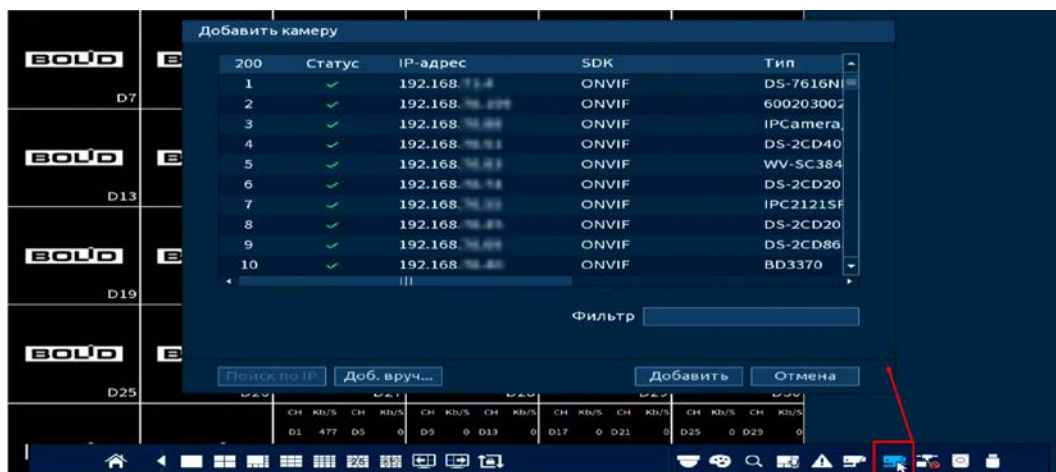 Добавить камеру
BOLID
D7
BOLID
D13
BOLID
D19
BOLID
D25
200 Статус IP-адрес SDK Тип
1 192.168. ONVIF DS-7616NI
2 192.168. ONVIF 600203002
3 192.168. ONVIF IPCamera
4 192.168. ONVIF DS-2CD40
5 192.168. ONVIF WV-SC384
6 192.168. ONVIF DS-2CD20
7 192.168. ONVIF IPC2121SF
8 192.168. ONVIF DS-2CD20
9 192.168. ONVIF DS-2CD86
10 192.168. ONVIF BD3370
Фильтр
Поиск по IP Доб. вруч... Добавить Отмена
CH Kb/S CH Kb/S CH Kb/S CH Kb/S CH Kb/S CH Kb/S CH Kb/S CH Kb/S
D1 477 D5 0 D9 0 D13 0 D17 0 D21 0 D25 0 D29 0